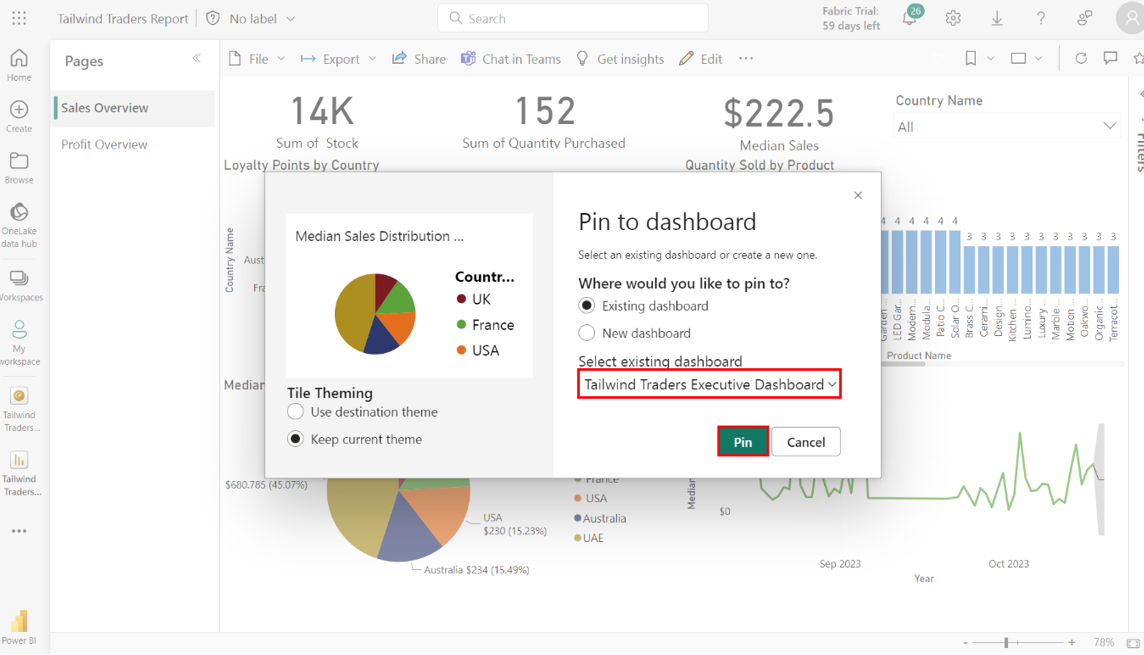 Tailwind Traders Report
No label
Search
Fabric Trial:
59 days left
26
Home
Create
Browse
OneLake
data hub
Workspaces
My
workspace
Tailwind
Traders...
Tailwind
Traders...
Power BI
Pages
Sales Overview
Profit Overview
File
Export
Share
Chat in Teams
Get insights
Edit
14K
Sum of Stock
152
Sum of Quantity Purchased
$222.5
Median Sales
Country Name
All
Filters
Loyalty Points by Country
Quantity Sold by Product
Country Name
Aust
Fra
Median Sales Distribution ...
Countr...
UK
France
USA
Tile Theming
Use destination theme
Keep current theme
Pin to dashboard
Select an existing dashboard or create a new one.
Where would you like to pin to?
Existing dashboard
New dashboard
Select existing dashboard
Tailwind Traders Executive Dashboard
Pin
Cancel
4 4 4 4 4 4 3 3 3 3 3 3 3 3 3 3 3
Garden ...
LED Gar...
Modern...
Modula...
Patio C...
Solar O...
Brass C...
Cerami...
Design...
Kitchen ...
Lumino...
Luxury ...
Marble ...
Motion ...
Oakwo...
Organic...
Terracot...
Product Name
Median
$680.785 (45.07%)
USA
$230 (15.23%)
Australia $234 (15.49%)
France
USA
Australia
UAE
Median
$0
Sep 2023
Oct 2023
Year
- + 78%